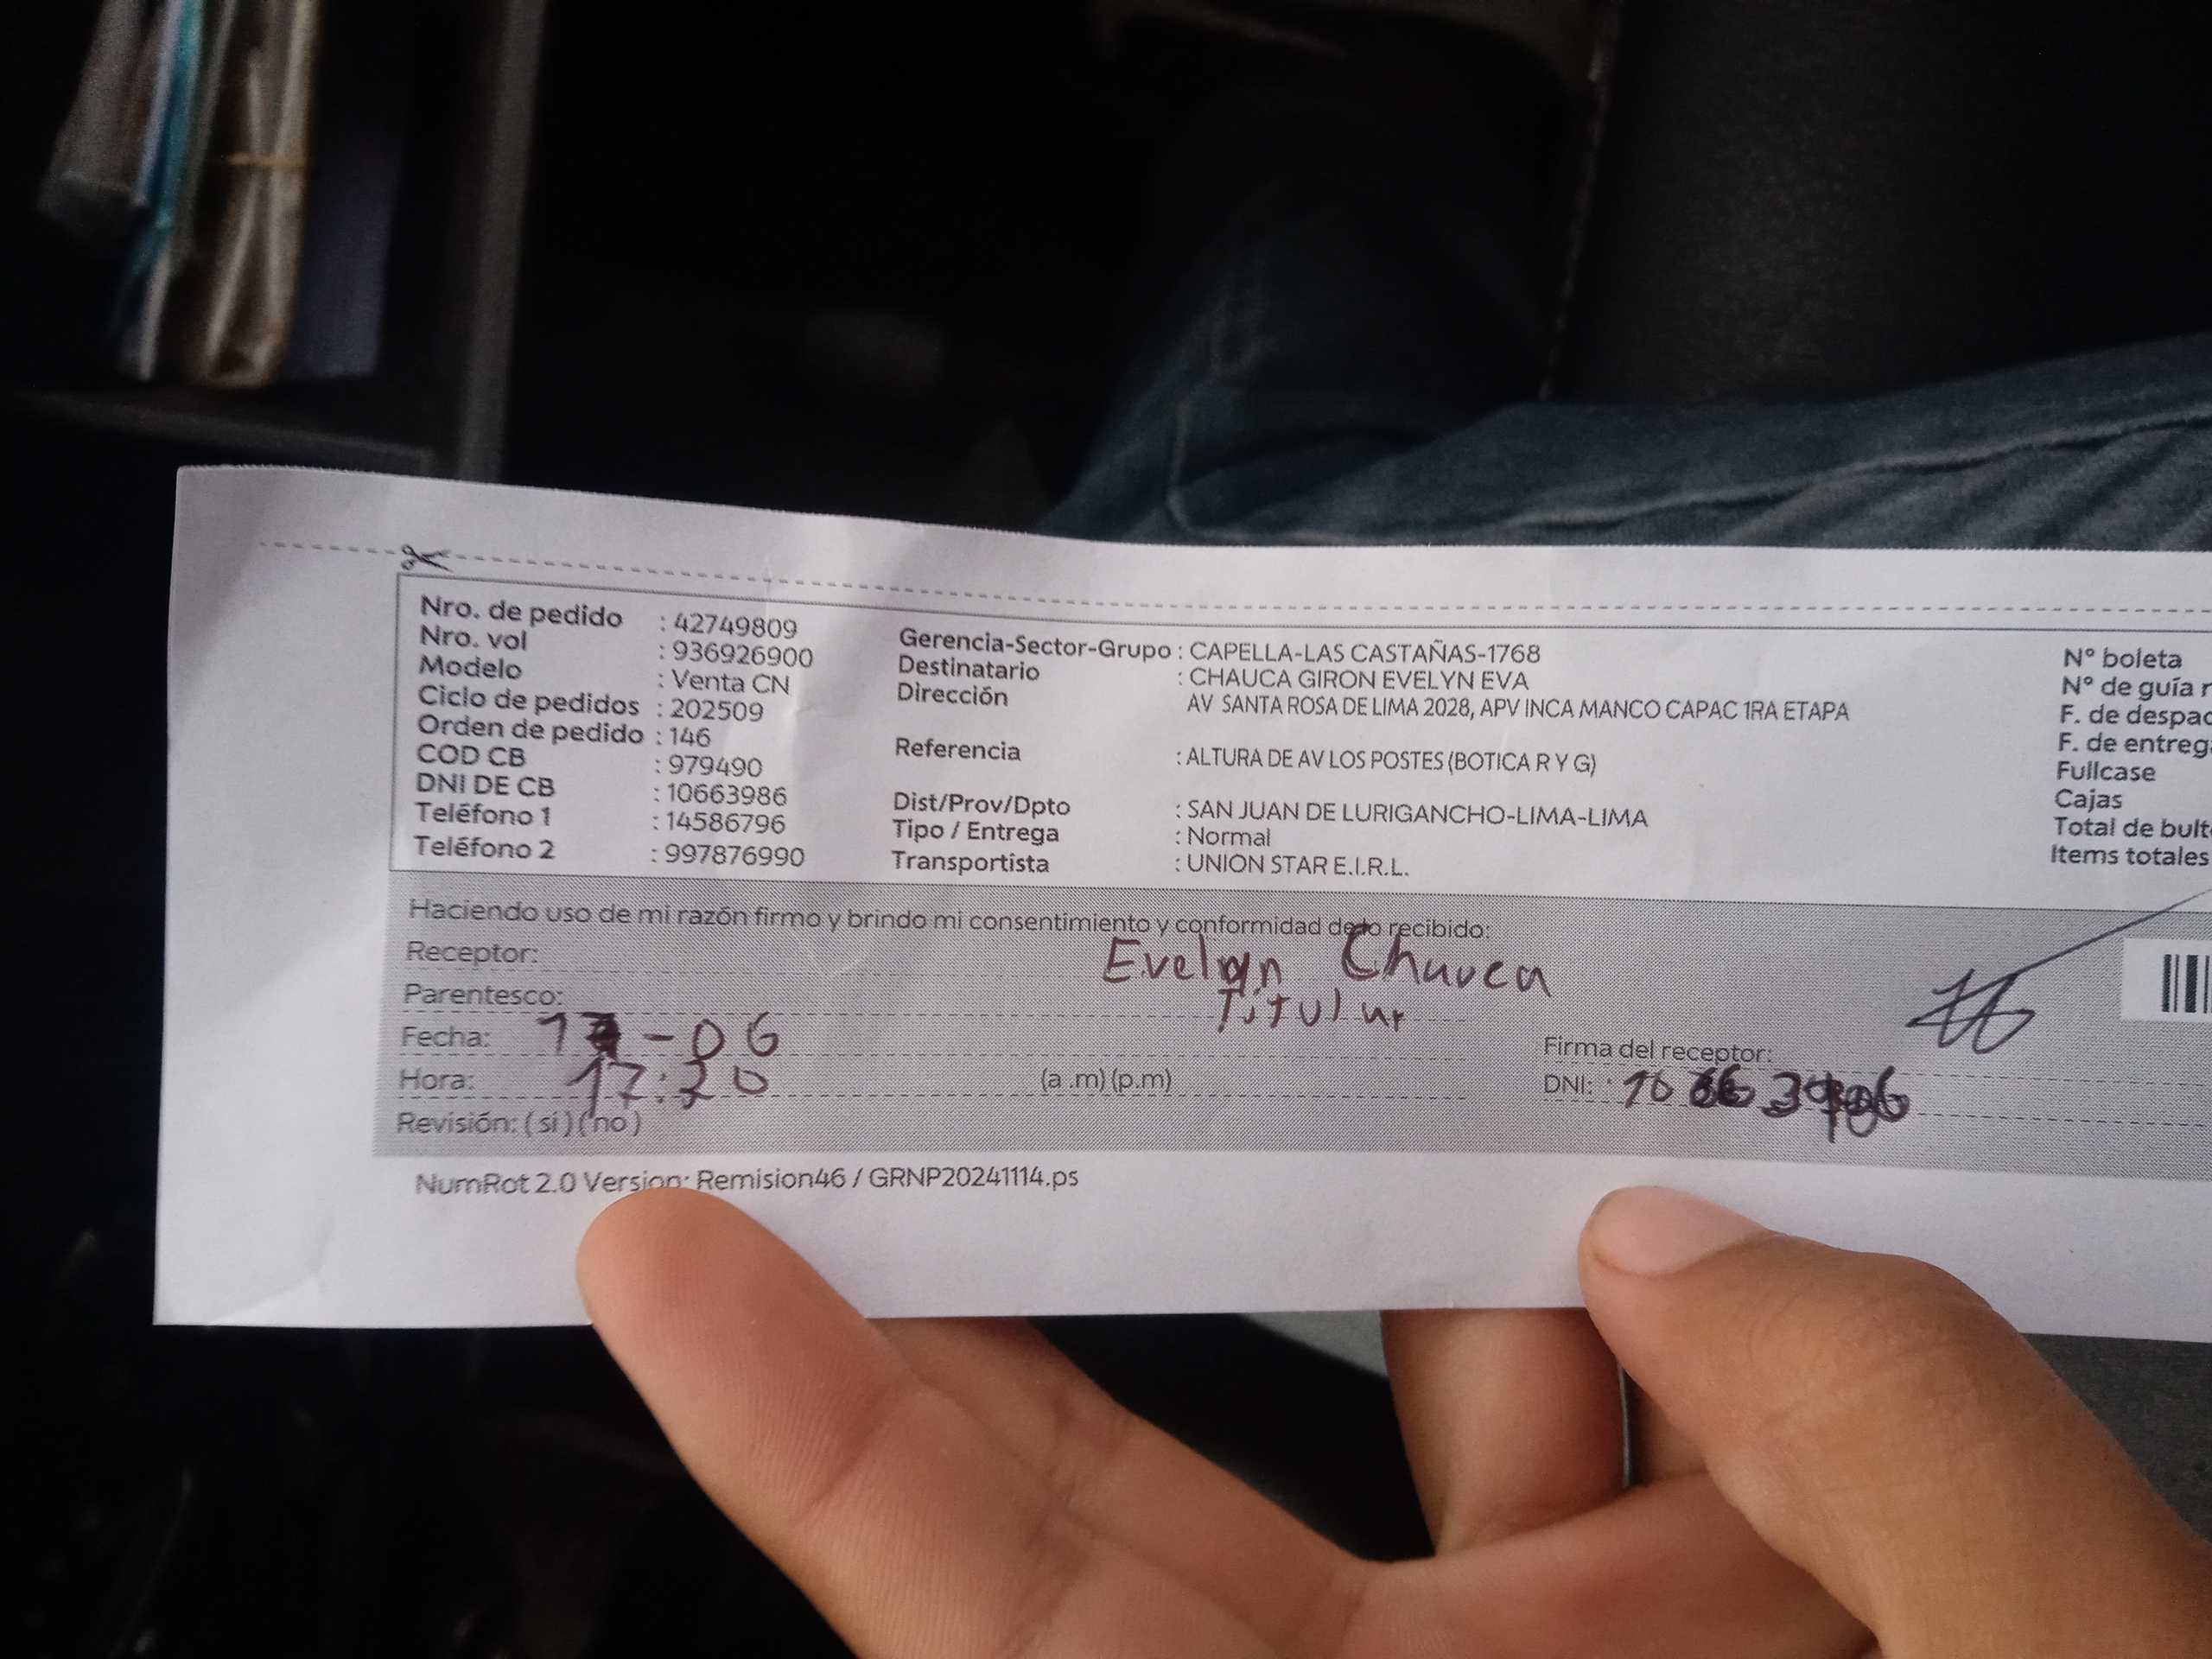 Nro. de pedido : 42749809
Nro. vol : 936926900
Modelo : Venta CN
Ciclo de pedidos : 202509
Orden de pedido : 146
COD CB : 979490
DNI DE CB : 10663986
Teléfono 1 : 14586796
Teléfono 2 : 997876990
Gerencia-Sector-Grupo : CAPELLA-LAS CASTAÑAS-1768
Destinatario : CHAUCA GIRON EVELYN EVA
Dirección AV SANTA ROSA DE LIMA 2028, APV INCA MANCO CAPAC 1RA ETAPA
Referencia : ALTURA DE AV LOS POSTES (BOTICA R Y G)
Dist/Prov/Dpto : SAN JUAN DE LURIGANCHO-LIMA-LIMA
Tipo / Entrega : Normal
Transportista : UNION STAR E.I.R.L.
N° boleta
N° de guía
F. de
F. de
Fullcase
Cajas
Total de
Items totales
Haciendo uso de mi razón firmo y brindo mi consentimiento y conformidad de lo recibido:
Receptor: Evelyn Chauca
Parentesco: Titular
Fecha: - 06
Hora: 17:20 (a .m) (p.m)
Revisión: ( si ) ( no )
Firma del receptor:
DNI:
NumRot 2.0 Version: Remision46 / GRNP20241114.ps